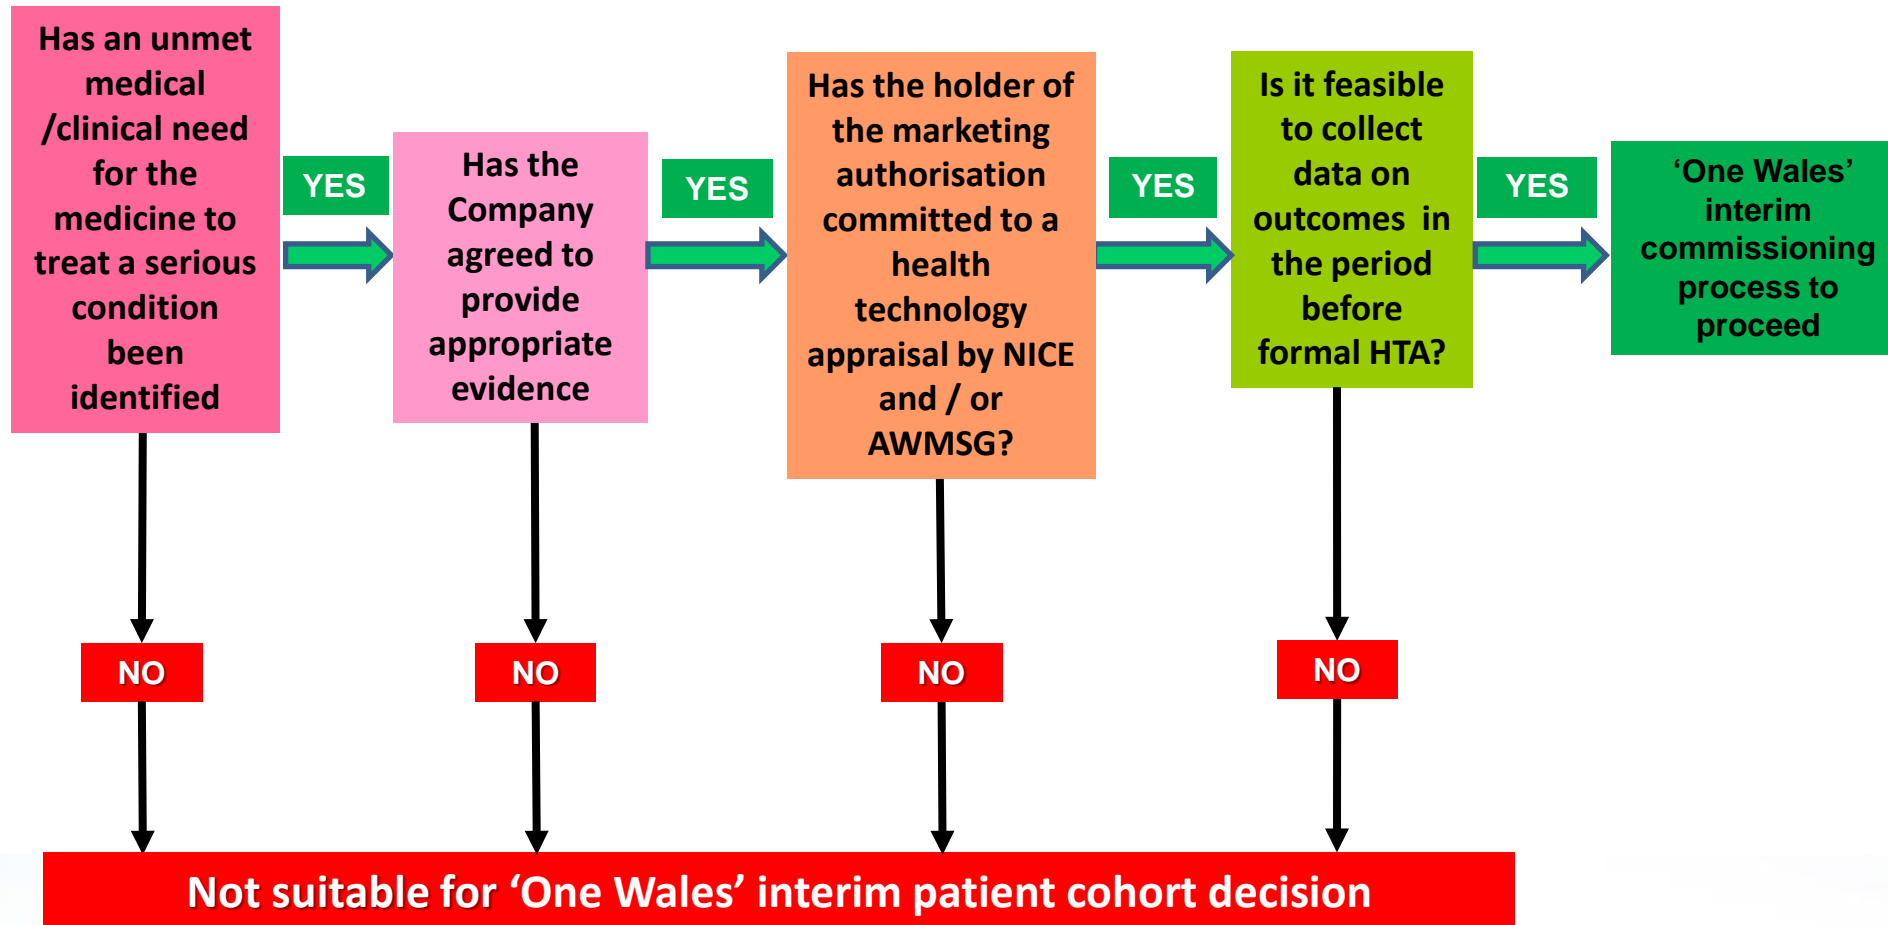 Has an unmet
medical
/clinical need
for the
medicine to
treat a serious
condition
been
identified
YES
Has the
Company
agreed to
provide
appropriate
evidence
YES
Has the holder of
the marketing
authorisation
committed to a
health
technology
appraisal by NICE
and / or
AWMSG?
YES
Is it feasible
to collect
data on
outcomes in
the period
before
formal HTA?
YES
‘One Wales’
interim
commissioning
process to
proceed
NO
NO
NO
NO
Not suitable for ‘One Wales’ interim patient cohort decision